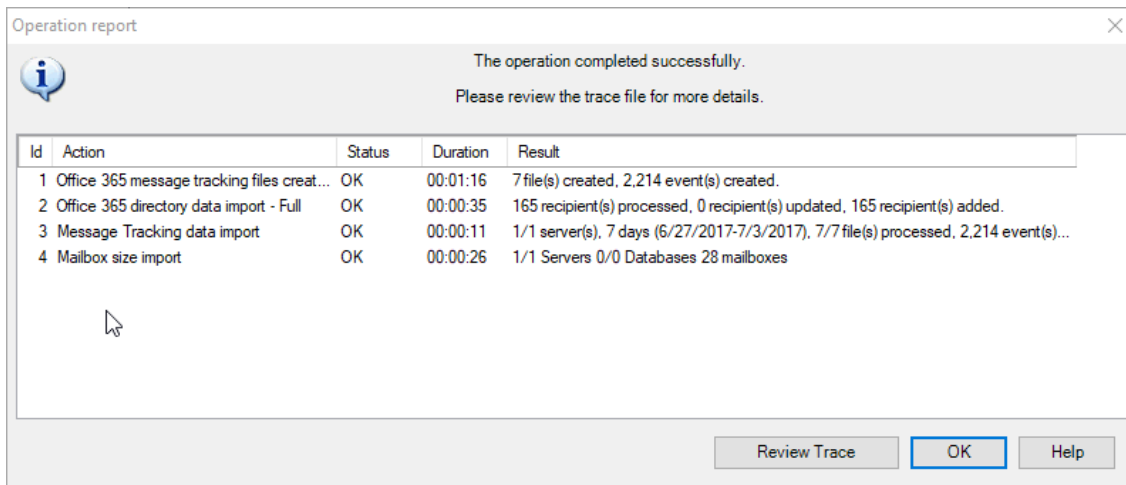 Operation report
The operation completed successfully.
Please review the trace file for more details.
Id Action Status Duration Result
1 Office 365 message tracking files creat... OK 00:01:16 7 file(s) created, 2,214 event(s) created.
2 Office 365 directory data import - Full OK 00:00:35 165 recipient(s) processed, 0 recipient(s) updated, 165 recipient(s) added.
3 Message Tracking data import OK 00:00:11 1/1 server(s), 7 days (6/27/2017-7/3/2017), 7/7 file(s) processed, 2,214 event(s)...
4 Mailbox size import OK 00:00:26 1/1 Servers 0/0 Databases 28 mailboxes
Review Trace OK Help